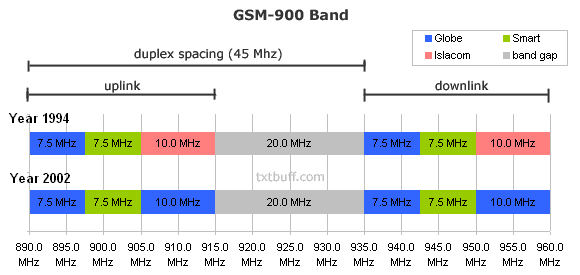 GSM-900 Band
Globe
Smart
Islacom
band gap
duplex spacing (45 Mhz)
uplink
downlink
Year 1994
7.5 MHz 7.5 MHz 10.0 MHz 20.0 MHz 7.5 MHz 7.5 MHz 10.0 MHz
Year 2002
txtbuff.com
7.5 MHz 7.5 MHz 10.0 MHz 20.0 MHz 7.5 MHz 7.5 MHz 10.0 MHz
890.0 895.0 900.0 905.0 910.0 915.0 920.0 925.0 930.0 935.0 940.0 945.0 950.0 955.0 960.0
MHz MHz MHz MHz MHz MHz MHz MHz MHz MHz MHz MHz MHz MHz MHz